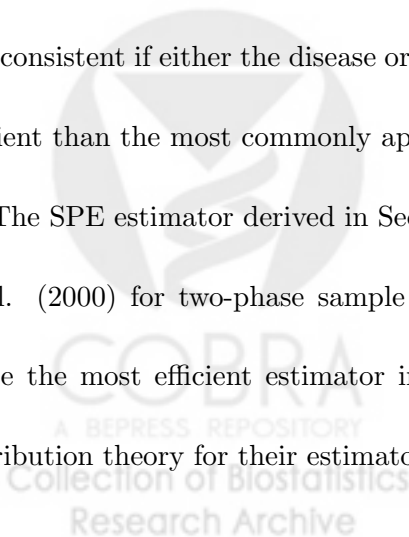 consistent if either the disease or
ient than the most commonly ap
The SPE estimator derived in Sec
l. (2000) for two-phase sample
e the most efficient estimator in
COBRA
A BEPRESS REPOSITORY
ribution theory for their estimato
Collection of Biostatistics
Research Archive